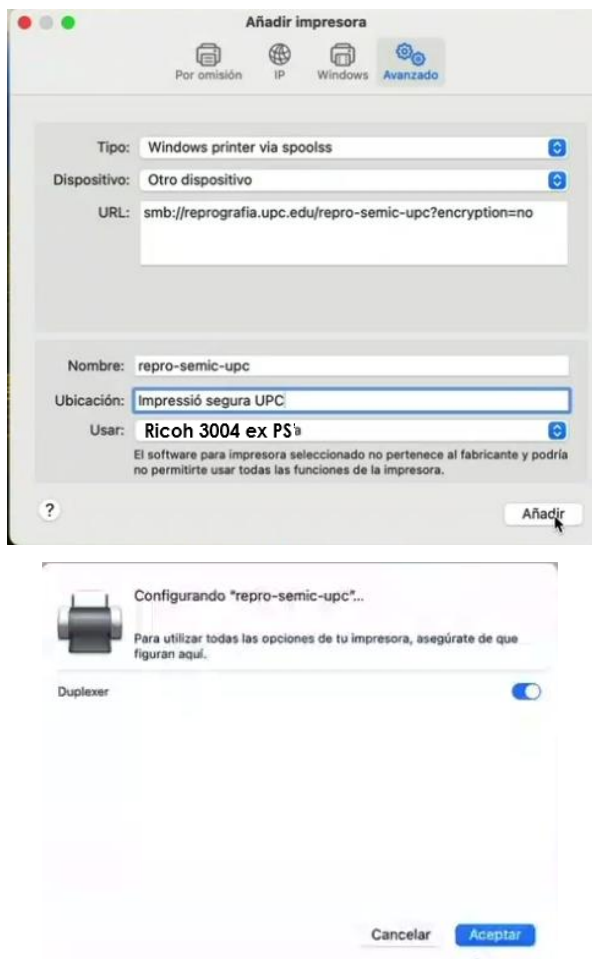 Añadir impresora
Por omisión IP Windows Avanzado
Tipo: Windows printer via spoolss
Dispositivo: Otro dispositivo
URL: smb://reprografia.upc.edu/repro-semic-upc?encryption=no
Nombre: repro-semic-upc
Ubicación: Impressió segura UPC
Usar: Ricoh 3004 ex PS
El software para impresora seleccionado no pertenece al fabricante y podría
no permitirte usar todas las funciones de la impresora.
? Añadir
Configurando "repro-semic-upc"...
Para utilizar todas las opciones de tu impresora, asegúrate de que
figuran aquí.
Duplexer
Cancelar Aceptar